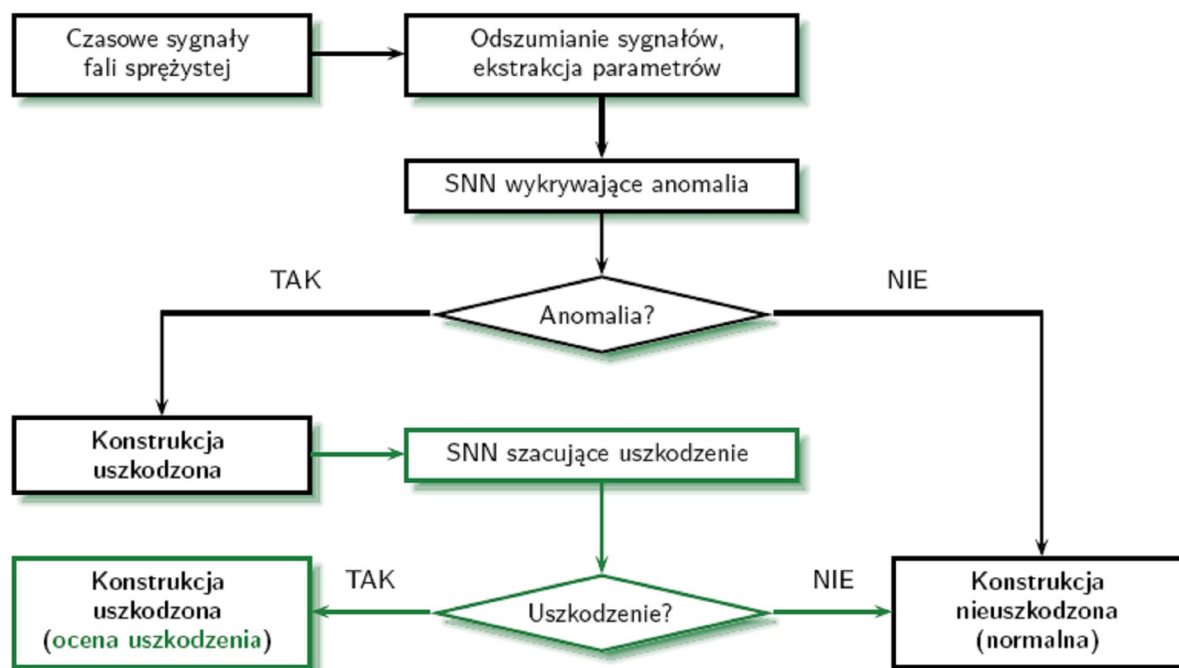 Czasowe sygnały
fali sprężystej
Odszumianie sygnałów,
ekstrakcja parametrów
SNN wykrywające anomalia
TAK
NIE
Anomalia?
Konstrukcja
uszkodzona
SNN szacujące uszkodzenie
Konstrukcja
uszkodzona
(ocena uszkodzenia)
TAK
Uszkodzenie?
NIE
Konstrukcja
nieuszkodzona
(normalna)